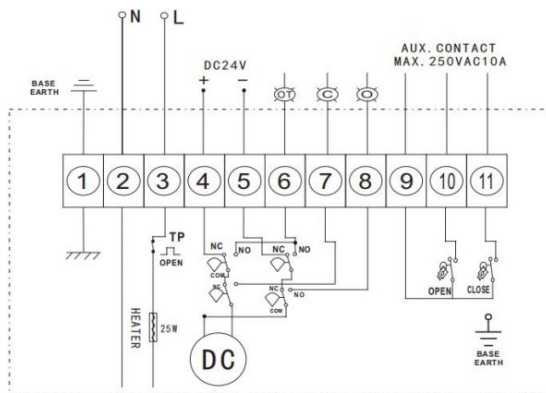 N
L
DC24V
+
−
AUX. CONTACT
MAX. 250VAC10A
BASE
EARTH
OT
C
O
1
2
3
4
5
6
7
8
9
10
11
TP
OPEN
NC
NO
COM
NC
NO
NC
NC
NO
COM
HEATER
25W
DC
OPEN
CLOSE
BASE
EARTH